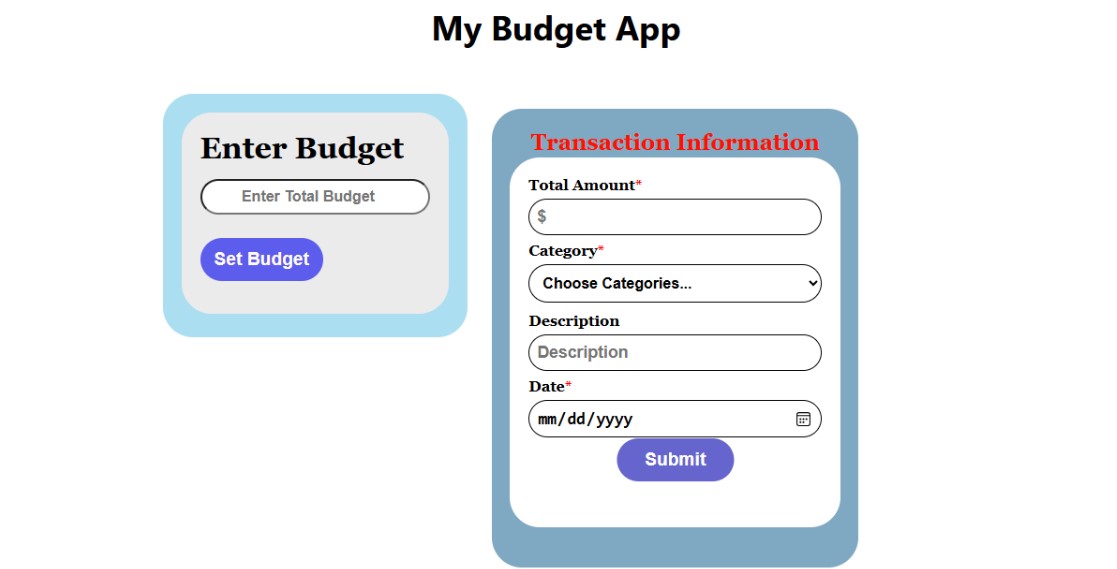 My Budget App
Enter Budget
Enter Total Budget
Set Budget
Transaction Information
Total Amount*
$
Category*
Choose Categories...
Description
Description
Date*
mm/dd/yyyy
Submit